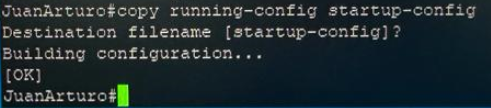 JuanArturo#copy running-config startup-config
Destination filename [startup-config]?
Building configuration...
[OK]
JuanArturo#